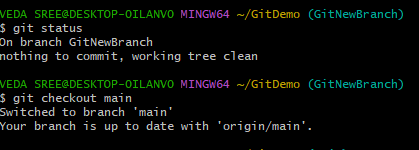 VEDA SREE@DESKTOP-OILANVO MINGW64 ~/GitDemo (GitNewBranch)
$ git status
On branch GitNewBranch
nothing to commit, working tree clean
VEDA SREE@DESKTOP-OILANVO MINGW64 ~/GitDemo (GitNewBranch)
$ git checkout main
Switched to branch 'main'
Your branch is up to date with 'origin/main'.